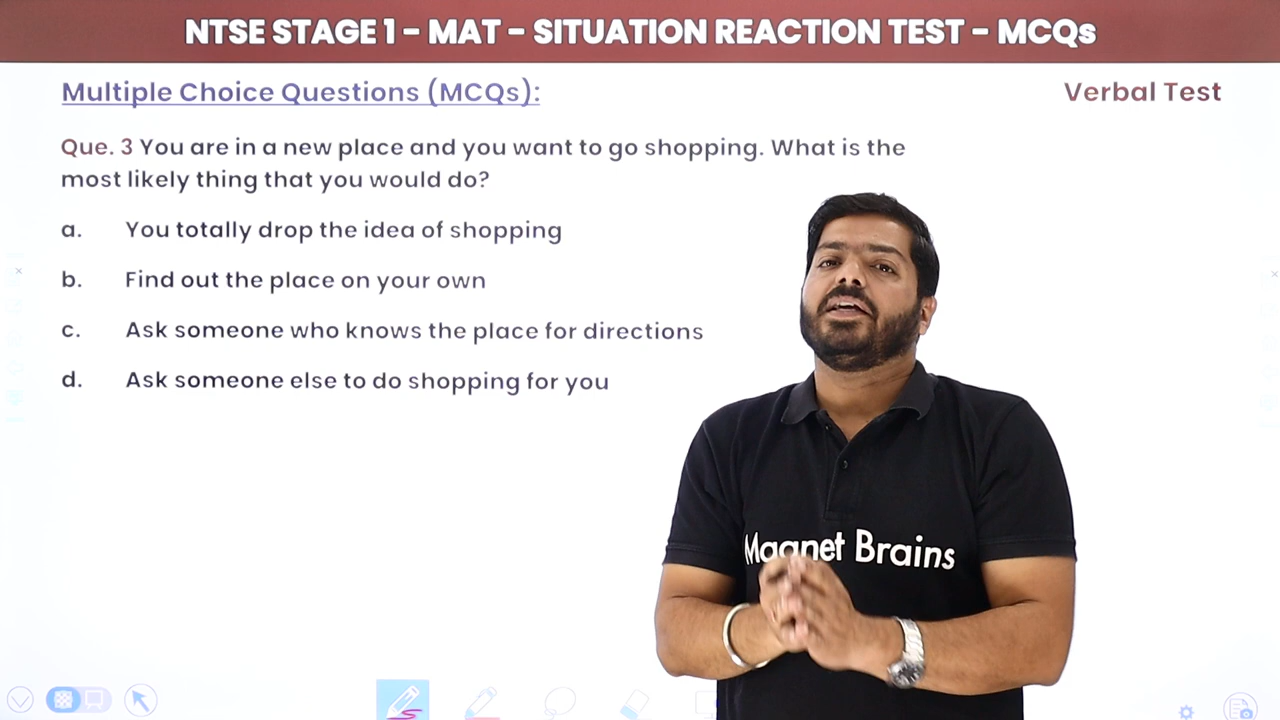 NTSE STAGE 1 - MAT - SITUATION REACTION TEST - MCQs
Multiple Choice Questions (MCQs):
Verbal Test
Que. 3 You are in a new place and you want to go shopping. What is the
most likely thing that you would do?
a. You totally drop the idea of shopping
b. Find out the place on your own
c. Ask someone who knows the place for directions
d. Ask someone else to do shopping for you
Magnet Brains